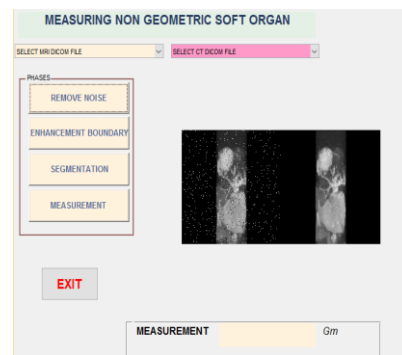 MEASURING NON GEOMETRIC SOFT ORGAN
SELECT MRI DICOM FILE
SELECT CT DICOM FILE
PHASES
REMOVE NOISE
ENHANCEMENT BOUNDARY
SEGMENTATION
MEASUREMENT
EXIT
MEASUREMENT Gm